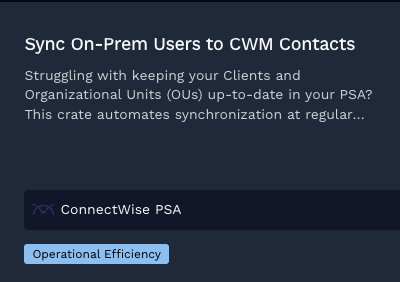 Sync On-Prem Users to CWM Contacts
Struggling with keeping your Clients and
Organizational Units (OUs) up-to-date in your PSA?
This crate automates synchronization at regular...
ConnectWise PSA
Operational Efficiency